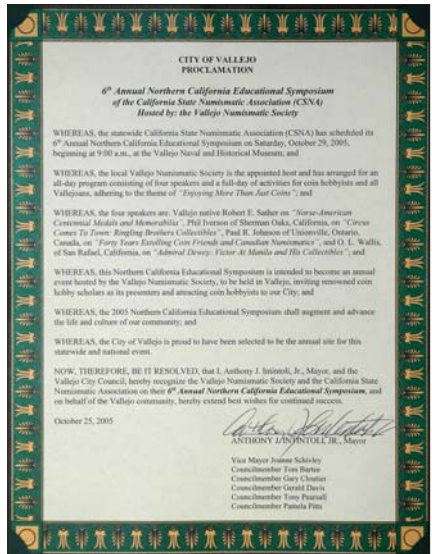 CITY OF VALLEJO
PROCLAMATION
6th Annual Northern California Educational Symposium
of the California State Numismatic Association (CSNA)
Hosted by: the Vallejo Numismatic Society
WHEREAS, the statewide California State Numismatic Association (CSNA) has scheduled its
6th Annual Northern California Educational Symposium on Saturday, October 29, 2005,
beginning at 9:00 a.m., at the Vallejo Naval and Historical Museum; and
WHEREAS, the local Vallejo Numismatic Society is the appointed host and has arranged for an
all-day program consisting of four speakers and a full-day of activities for coin hobbyists and all
Vallejoans, adhering to the theme of "Enjoying More Than Just Coins"; and
WHEREAS, the four speakers are: Vallejo native Robert E. Sather on "Norse-American
Centennial Medals and Memorabilia", Phil Iverson of Sherman Oaks, California, on "Circus
Comes To Town: Ringling Brothers Collectibles", Paul R. Johnson of Unionville, Ontario,
Canada, on "Forty Years Extolling Coin Friends and Canadian Numismatics", and O. L. Wallis,
of San Rafael, California, on "Admiral Dewey: Victor At Manila and His Collectibles"; and
WHEREAS, this Northern California Educational Symposium is intended to become an annual
event hosted by the Vallejo Numismatic Society, to be held in Vallejo, inviting renowned coin
hobby scholars as its presenters and attracting coin hobbyists to our City; and
WHEREAS, the 2005 Northern California Educational Symposium shall augment and advance
the life and culture of our community; and
WHEREAS, the City of Vallejo is proud to have been selected to be the annual site for this
statewide and national event.
NOW, THEREFORE, BE IT RESOLVED, that I, Anthony J. Intintoli, Jr., Mayor, and the
Vallejo City Council, hereby recognize the Vallejo Numismatic Society and the California State
Numismatic Association on their 6th Annual Northern California Educational Symposium, and
on behalf of the Vallejo community, hereby extend best wishes for continued success.
October 25, 2005
ANTHONY J. INTINTOLI, JR., Mayor
Vice Mayor Joanne Schivley
Councilmember Tom Bartee
Councilmember Gary Cloutier
Councilmember Gerald Davis
Councilmember Tony Pearsall
Councilmember Pamela Pitts